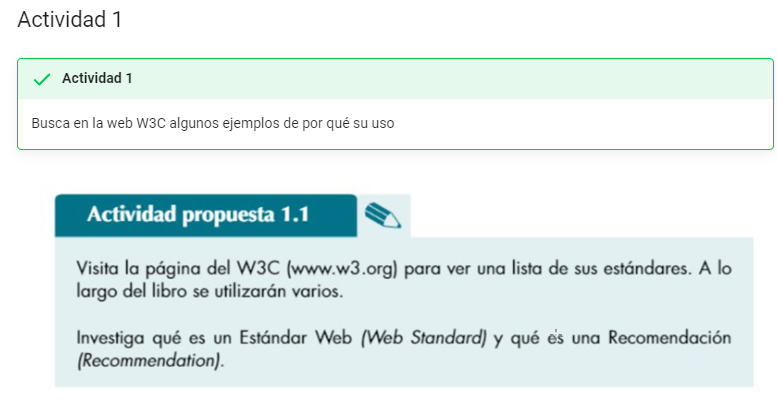 Actividad 1
Actividad 1
Busca en la web W3C algunos ejemplos de por qué su uso
Actividad propuesta 1.1
Visita la página del W3C (www.w3.org) para ver una lista de sus estándares. A lo
largo del libro se utilizarán varios.
Investiga qué es un Estándar Web (Web Standard) y qué es una Recomendación
(Recommendation).